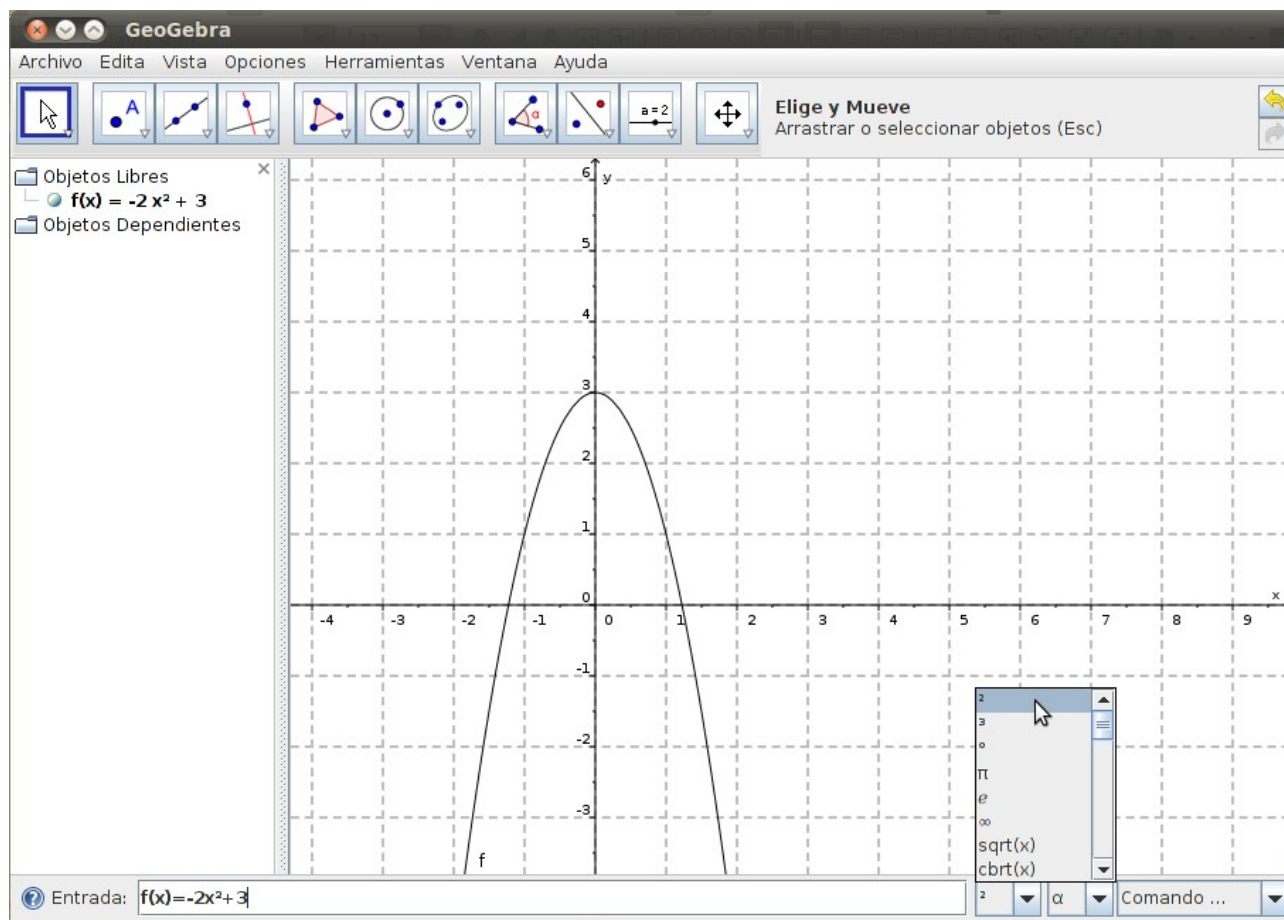 GeoGebra
Archivo Edita Vista Opciones Herramientas Ventana Ayuda
A
α
a = 2
Elige y Mueve
Arrastrar o seleccionar objetos (Esc)
Objetos Libres
f(x) = -2 x² + 3
Objetos Dependientes
y
6
5
4
3
2
1
0
-4 -3 -2 -1 0 1 2 3 4 5 6 7 8 9
x
-1
-2
-3
f
²
³
°
π
e
∞
sqrt(x)
cbrt(x)
Entrada: f(x)=-2x²+3 ² α Comando ...